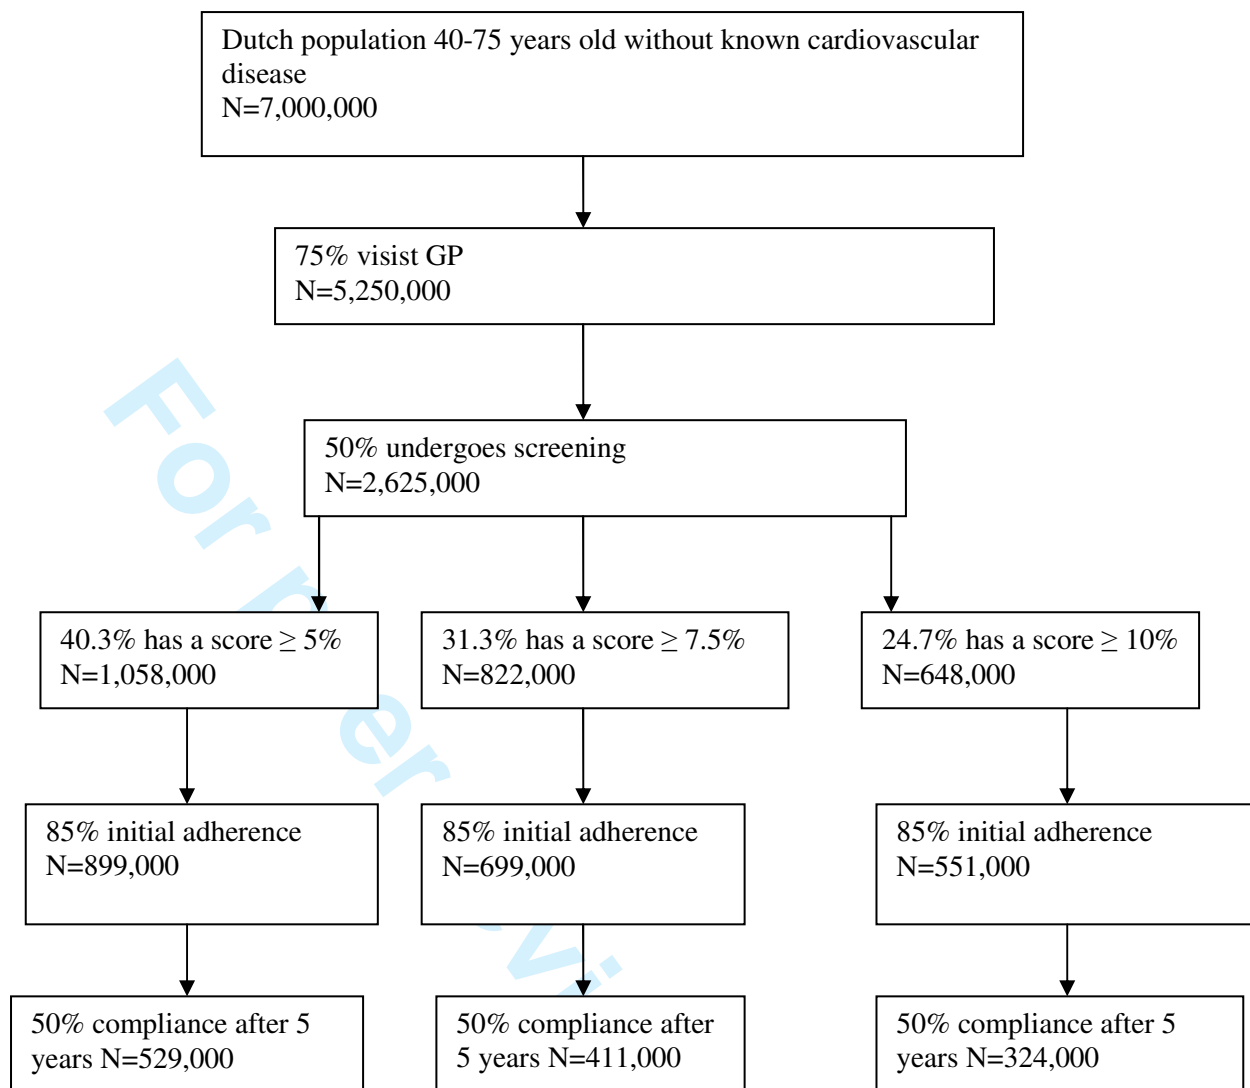 Dutch population 40-75 years old without known cardiovascular
disease
N=7,000,000
75% visist GP
N=5,250,000
50% undergoes screening
N=2,625,000
40.3% has a score ≥ 5%
N=1,058,000
31.3% has a score ≥ 7.5%
N=822,000
24.7% has a score ≥ 10%
N=648,000
85% initial adherence
N=899,000
85% initial adherence
N=699,000
85% initial adherence
N=551,000
50% compliance after 5
years N=529,000
50% compliance after
5 years N=411,000
50% compliance after 5
years N=324,000
For